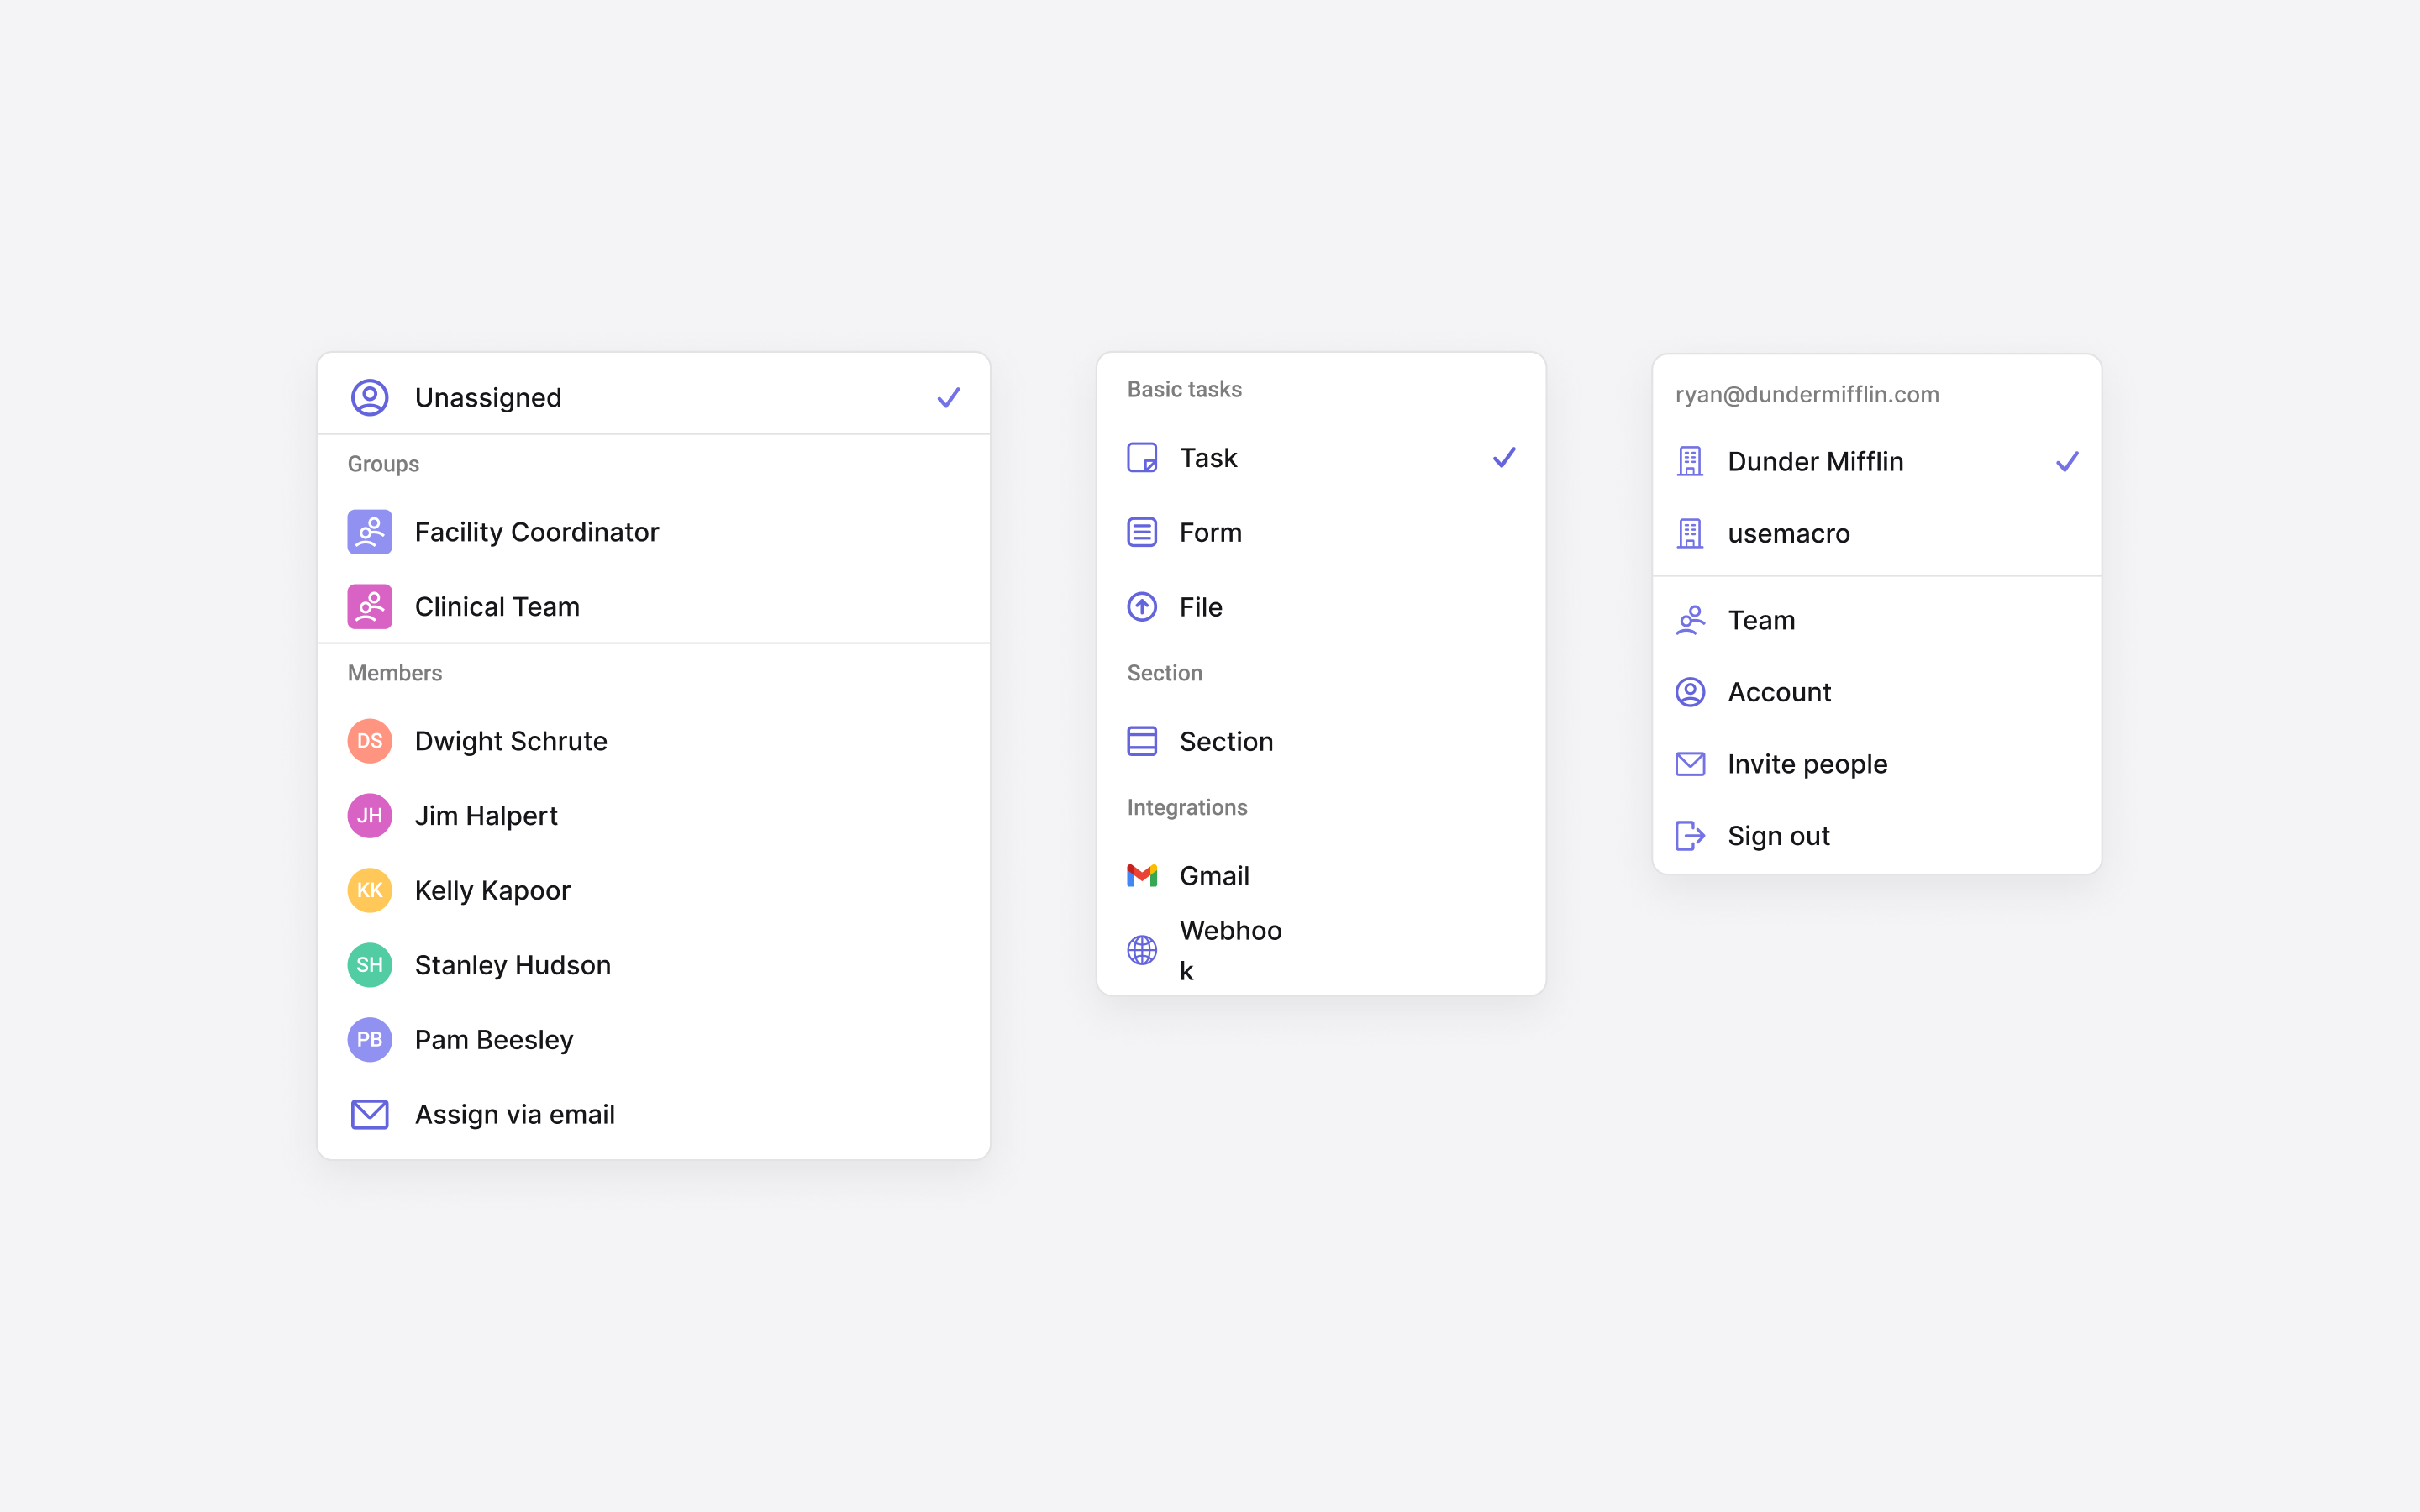 Unassigned
Groups
Facility Coordinator
Clinical Team
Members
DS Dwight Schrute
JH Jim Halpert
KK Kelly Kapoor
SH Stanley Hudson
PB Pam Beesley
Assign via email
Basic tasks
Task
Form
File
Section
Section
Integrations
Gmail
Webhoo
k
ryan@dundermifflin.com
Dunder Mifflin
usemacro
Team
Account
Invite people
Sign out